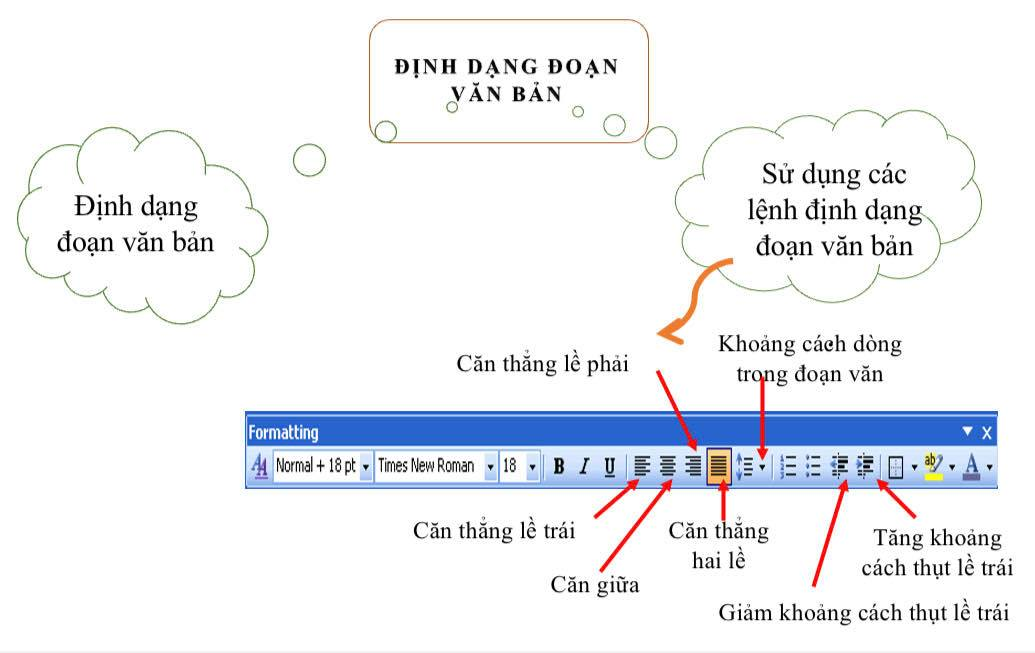 ĐỊNH DẠNG ĐOẠN
VĂN BẢN
Định dạng
đoạn văn bản
Sử dụng các
lệnh định dạng
đoạn văn bản
Căn thẳng lề phải
Khoảng cách dòng
trong đoạn văn
Formatting
Normal + 18 pt
Times New Roman
18
B I U
Căn thẳng lề trái
Căn giữa
Căn thẳng
hai lề
Tăng khoảng
cách thụt lề trái
Giảm khoảng cách thụt lề trái